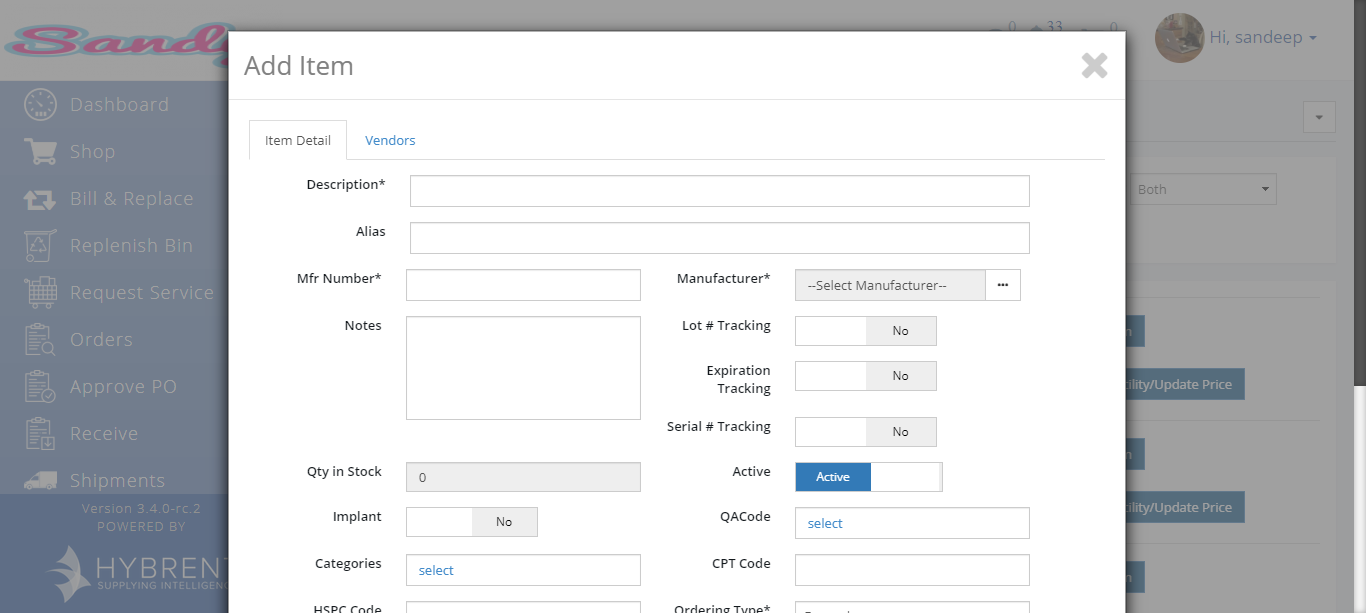 Sandy
0 33 0
Hi, sandeep
Add Item
Dashboard
Shop
Bill & Replace
Replenish Bin
Request Service
Orders
Approve PO
Receive
Shipments
Version 3.4.0-rc.2
POWERED BY
HYBRENT
SUPPLYING INTELLIGENC
Item Detail Vendors
Description*
Alias
Mfr Number* Manufacturer* --Select Manufacturer-- ...
Notes Lot # Tracking No
Expiration
Tracking No
Serial # Tracking No
Qty in Stock 0 Active Active
Implant No QACode select
Categories select CPT Code
HSPC Code Ordering Type*
Both
n
cility/Update Price
n
cility/Update Price
n